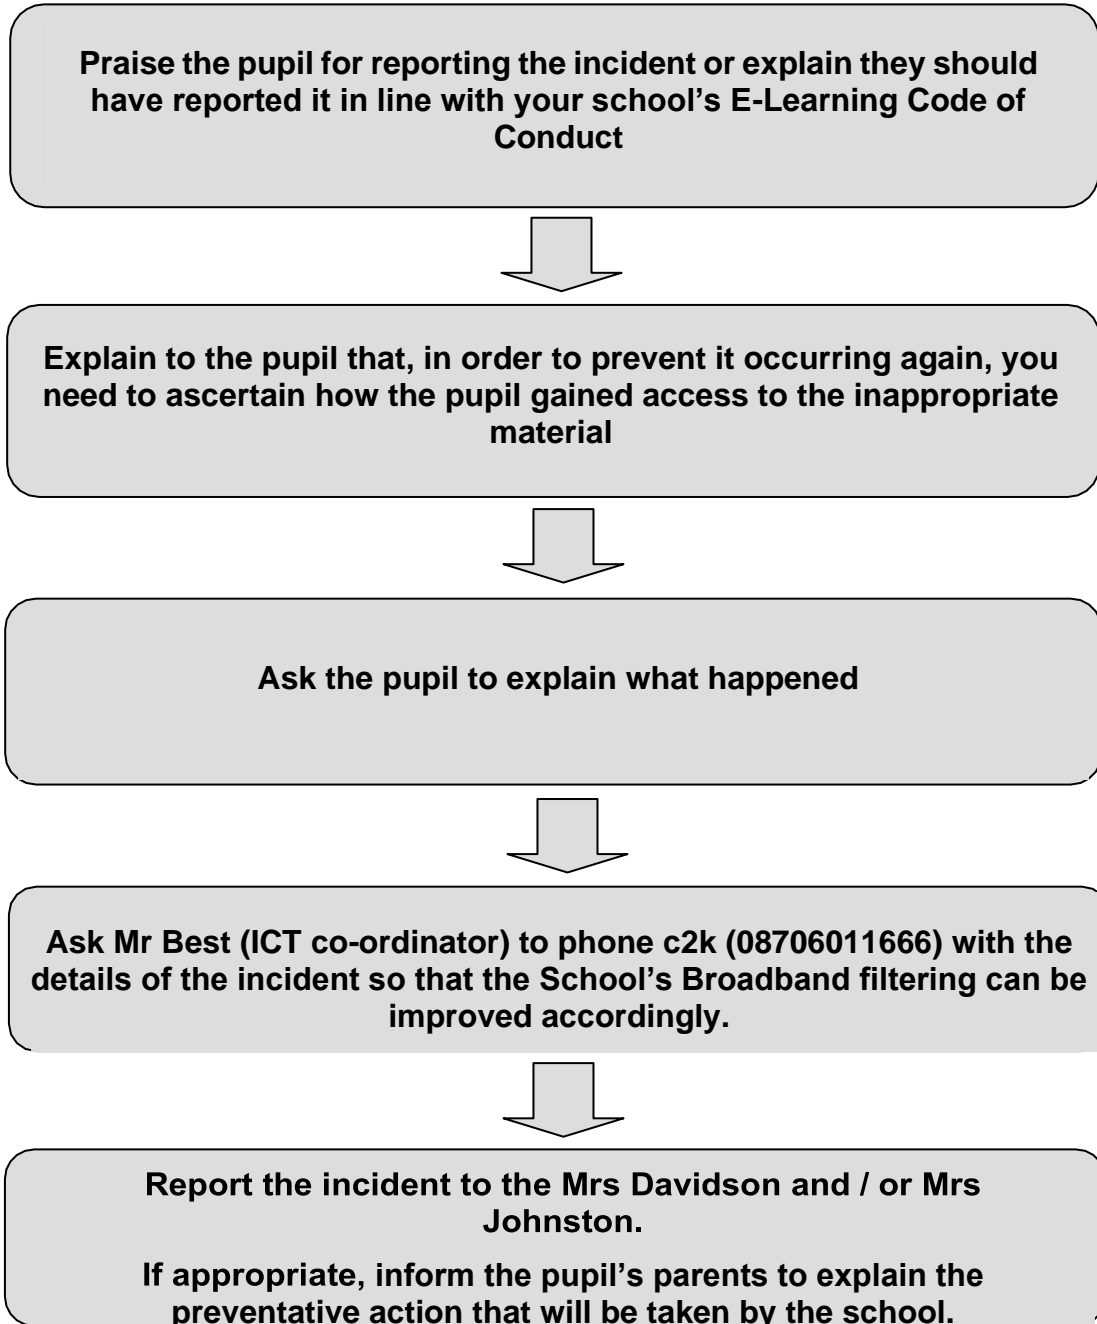 Praise the pupil for reporting the incident or explain they should
have reported it in line with your school’s E-Learning Code of
Conduct
Explain to the pupil that, in order to prevent it occurring again, you
need to ascertain how the pupil gained access to the inappropriate
material
Ask the pupil to explain what happened
Ask Mr Best (ICT co-ordinator) to phone c2k (08706011666) with the
details of the incident so that the School’s Broadband filtering can be
improved accordingly.
Report the incident to the Mrs Davidson and / or Mrs
Johnston.
If appropriate, inform the pupil’s parents to explain the
preventative action that will be taken by the school.